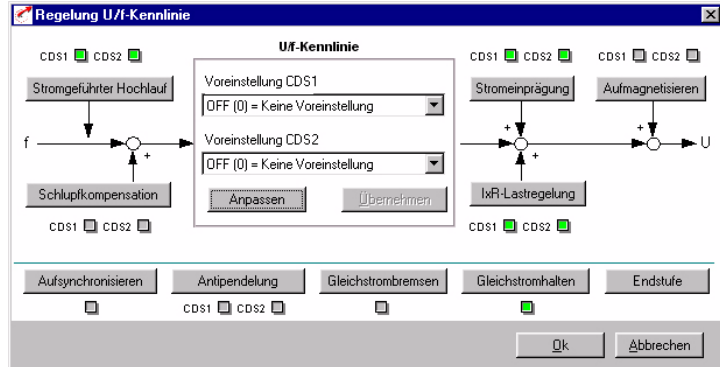 Regelung U/f-Kennlinie
CDS1 CDS2
U/f-Kennlinie
CDS1 CDS2
CDS1 CDS2
Stromgeführter Hochlauf
Voreinstellung CDS1
Stromeinprägung
Aufmagnetisieren
OFF (0) = Keine Voreinstellung
f
+
Voreinstellung CDS2
+
+
+
U
OFF (0) = Keine Voreinstellung
Schlupfkompensation
Anpassen
Übernehmen
IxR-Lastregelung
CDS1 CDS2
CDS1 CDS2
Aufsynchronisieren
Antipendelung
Gleichstrombremsen
Gleichstromhalten
Endstufe
CDS1 CDS2
Ok
Abbrechen